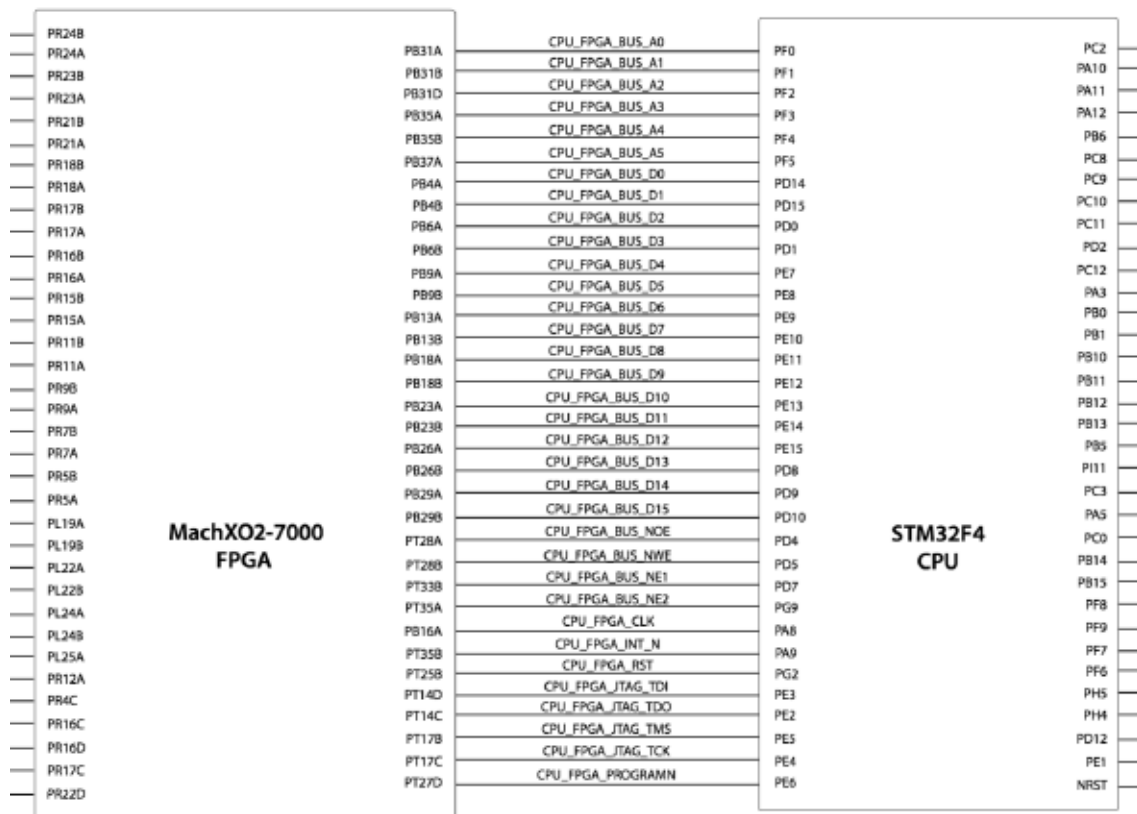 PR24B
PR24A
PR23B
PR23A
PR21B
PR21A
PR18B
PR18A
PR17B
PR17A
PR16B
PR16A
PR15B
PR15A
PR11B
PR11A
PR9B
PR9A
PR7B
PR7A
PR5B
PR5A
PL19A
PL19B
PL22A
PL22B
PL24A
PL24B
PL25A
PR12A
PR4C
PR16C
PR16D
PR17C
PR22D
MachXO2-7000
FPGA
PB31A CPU_FPGA_BUS_A0 PF0
PB31B CPU_FPGA_BUS_A1 PF1
PB31D CPU_FPGA_BUS_A2 PF2
PB35A CPU_FPGA_BUS_A3 PF3
PB35B CPU_FPGA_BUS_A4 PF4
PB37A CPU_FPGA_BUS_A5 PF5
PB4A CPU_FPGA_BUS_D0 PD14
PB4B CPU_FPGA_BUS_D1 PD15
PB6A CPU_FPGA_BUS_D2 PD0
PB6B CPU_FPGA_BUS_D3 PD1
PB9A CPU_FPGA_BUS_D4 PE7
PB9B CPU_FPGA_BUS_D5 PE8
PB13A CPU_FPGA_BUS_D6 PE9
PB13B CPU_FPGA_BUS_D7 PE10
PB18A CPU_FPGA_BUS_D8 PE11
PB18B CPU_FPGA_BUS_D9 PE12
PB23A CPU_FPGA_BUS_D10 PE13
PB23B CPU_FPGA_BUS_D11 PE14
PB26A CPU_FPGA_BUS_D12 PE15
PB26B CPU_FPGA_BUS_D13 PD8
PB29A CPU_FPGA_BUS_D14 PD9
PB29B CPU_FPGA_BUS_D15 PD10
PT28A CPU_FPGA_BUS_NOE PD4
PT28B CPU_FPGA_BUS_NWE PD5
PT33B CPU_FPGA_BUS_NE1 PD7
PT35A CPU_FPGA_BUS_NE2 PG9
PB16A CPU_FPGA_CLK PA8
PT35B CPU_FPGA_INT_N PA9
PT25B CPU_FPGA_RST PG2
PT14D CPU_FPGA_JTAG_TDI PE3
PT14C CPU_FPGA_JTAG_TDO PE2
PT17B CPU_FPGA_JTAG_TMS PE5
PT17C CPU_FPGA_JTAG_TCK PE4
PT27D CPU_FPGA_PROGRAMN PE6
STM32F4
CPU
PC2
PA10
PA11
PA12
PB6
PC8
PC9
PC10
PC11
PD2
PC12
PA3
PB0
PB1
PB10
PB11
PB12
PB13
PB5
PI11
PC3
PA5
PC0
PB14
PB15
PF8
PF9
PF7
PF6
PH5
PH4
PD12
PE1
NRST